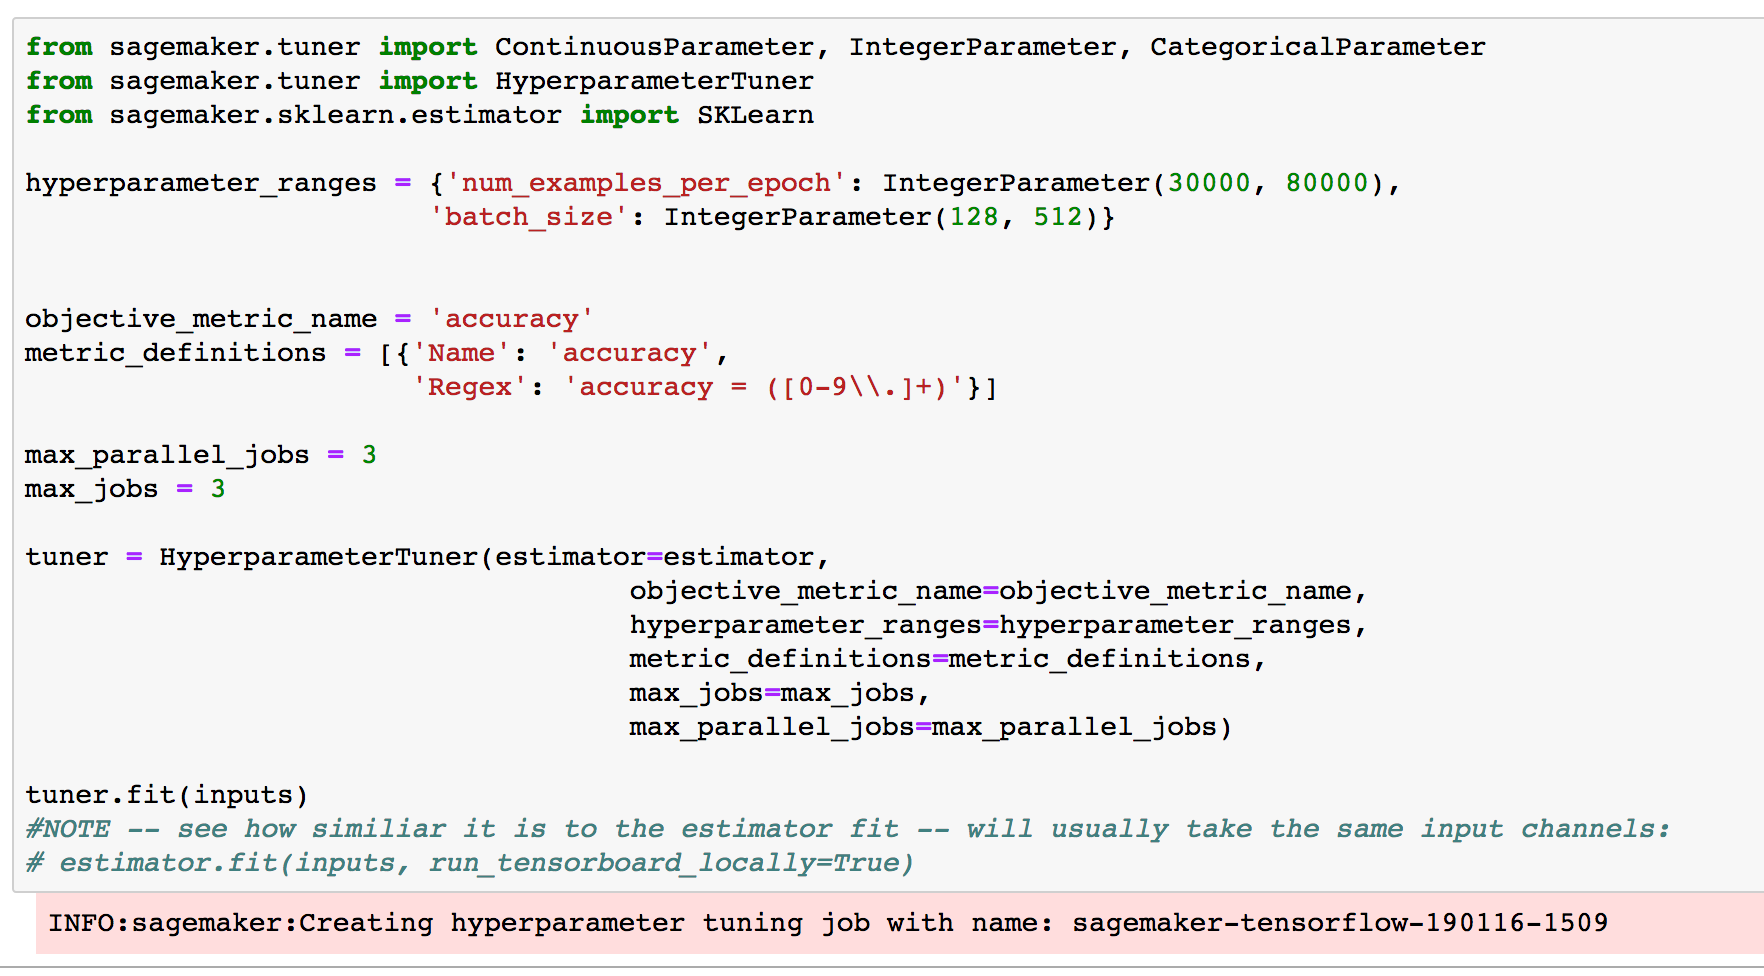 from sagemaker.tuner import ContinuousParameter, IntegerParameter, CategoricalParameter
from sagemaker.tuner import HyperparameterTuner
from sagemaker.sklearn.estimator import SKLearn
hyperparameter_ranges = {'num_examples_per_epoch': IntegerParameter(30000, 80000),
'batch_size': IntegerParameter(128, 512)}
objective_metric_name = 'accuracy'
metric_definitions = [{'Name': 'accuracy',
'Regex': 'accuracy = ([0-9\\.]+)'}]
max_parallel_jobs = 3
max_jobs = 3
tuner = HyperparameterTuner(estimator=estimator,
objective_metric_name=objective_metric_name,
hyperparameter_ranges=hyperparameter_ranges,
metric_definitions=metric_definitions,
max_jobs=max_jobs,
max_parallel_jobs=max_parallel_jobs)
tuner.fit(inputs)
#NOTE -- see how similiar it is to the estimator fit -- will usually take the same input channels:
# estimator.fit(inputs, run_tensorboard_locally=True)
INFO:sagemaker:Creating hyperparameter tuning job with name: sagemaker-tensorflow-190116-1509